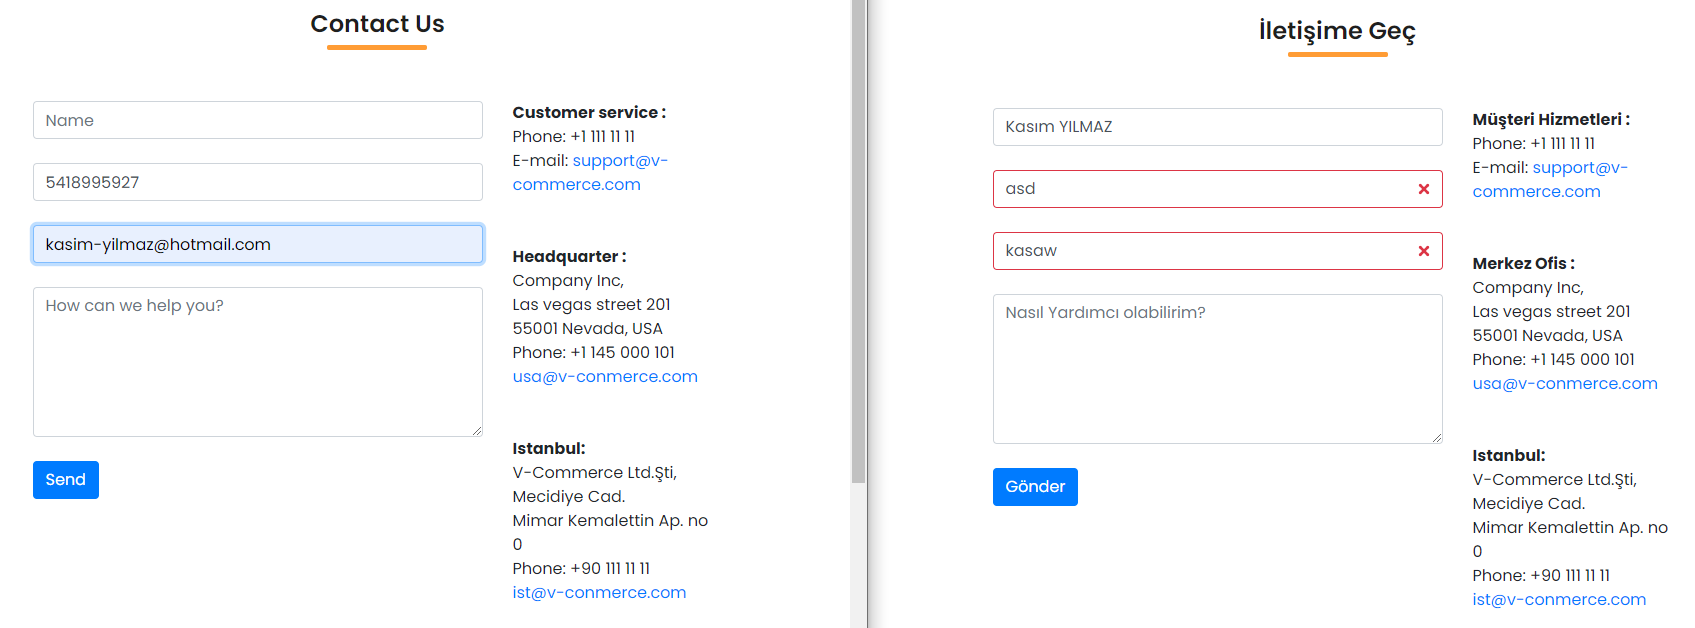 Contact Us
Name
5418995927
kasim-yilmaz@hotmail.com
How can we help you?
Send
Customer service :
Phone: +1 111 11 11
E-mail: support@v-
commerce.com
Headquarter :
Company Inc,
Las vegas street 201
55001 Nevada, USA
Phone: +1 145 000 101
usa@v-conmerce.com
Istanbul:
V-Commerce Ltd.Şti,
Mecidiye Cad.
Mimar Kemalettin Ap. no
0
Phone: +90 111 11 11
ist@v-conmerce.com
İletişime Geç
Kasım YILMAZ
asd
kasaw
Nasıl Yardımcı olabilirim?
Gönder
Müşteri Hizmetleri :
Phone: +1 111 11 11
E-mail: support@v-
commerce.com
Merkez Ofis :
Company Inc,
Las vegas street 201
55001 Nevada, USA
Phone: +1 145 000 101
usa@v-conmerce.com
Istanbul:
V-Commerce Ltd.Şti,
Mecidiye Cad.
Mimar Kemalettin Ap. no
0
Phone: +90 111 11 11
ist@v-conmerce.com